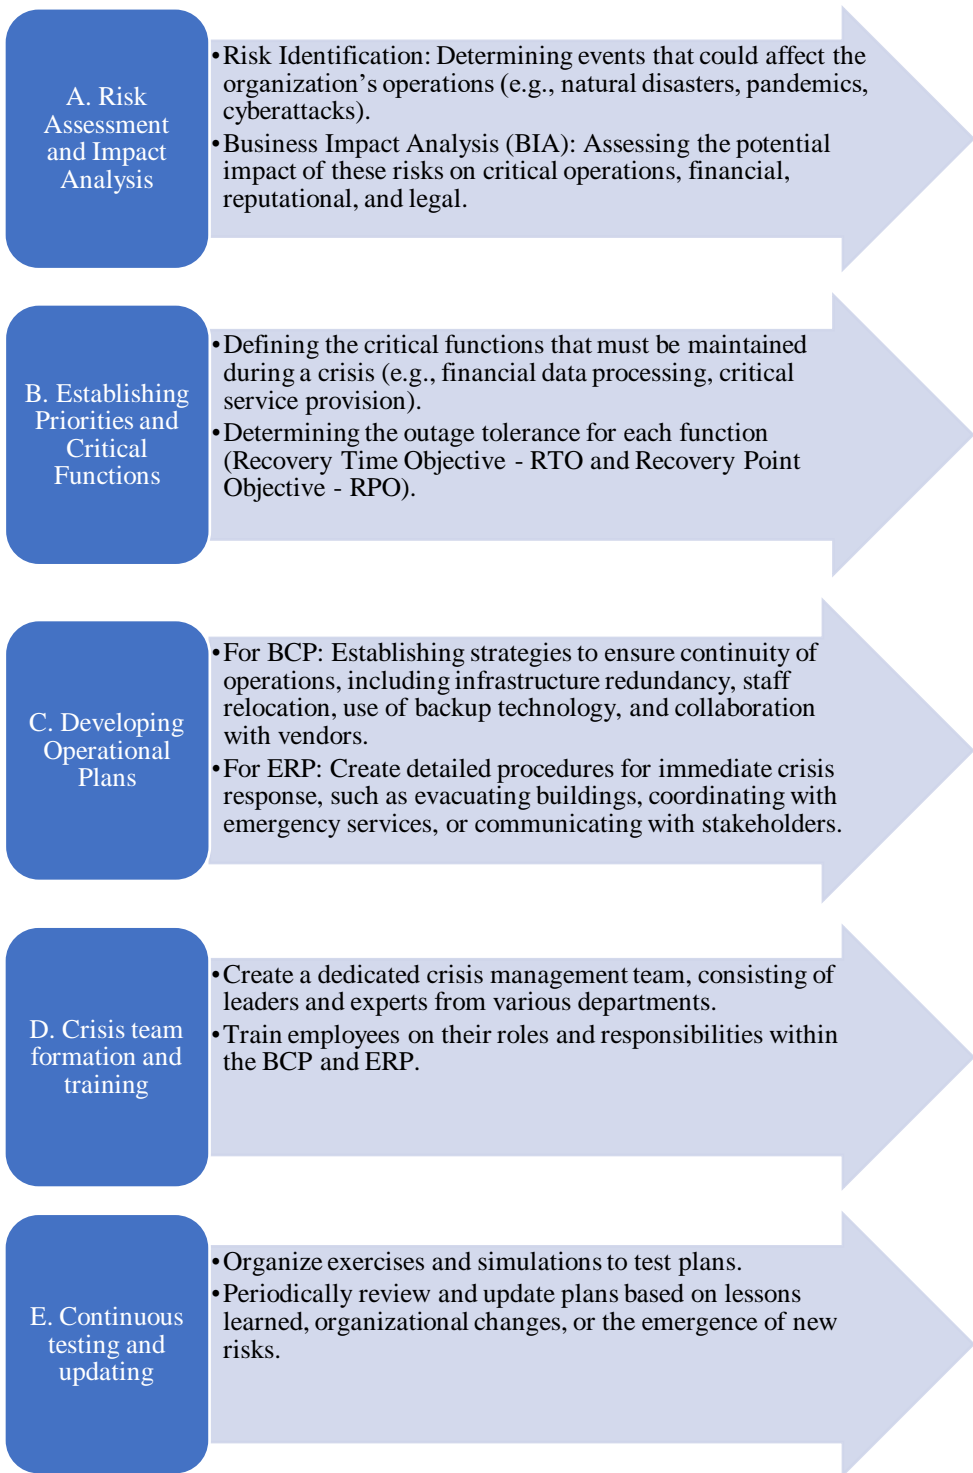 A. Risk
Assessment
and Impact
Analysis
•Risk Identification: Determining events that could affect the
organization’s operations (e.g., natural disasters, pandemics,
cyberattacks).
•Business Impact Analysis (BIA): Assessing the potential
impact of these risks on critical operations, financial,
reputational, and legal.
B. Establishing
Priorities and
Critical
Functions
•Defining the critical functions that must be maintained
during a crisis (e.g., financial data processing, critical
service provision).
•Determining the outage tolerance for each function
(Recovery Time Objective - RTO and Recovery Point
Objective - RPO).
C. Developing
Operational
Plans
•For BCP: Establishing strategies to ensure continuity of
operations, including infrastructure redundancy, staff
relocation, use of backup technology, and collaboration
with vendors.
•For ERP: Create detailed procedures for immediate crisis
response, such as evacuating buildings, coordinating with
emergency services, or communicating with stakeholders.
D. Crisis team
formation and
training
•Create a dedicated crisis management team, consisting of
leaders and experts from various departments.
•Train employees on their roles and responsibilities within
the BCP and ERP.
E. Continuous
testing and
updating
•Organize exercises and simulations to test plans.
•Periodically review and update plans based on lessons
learned, organizational changes, or the emergence of new
risks.